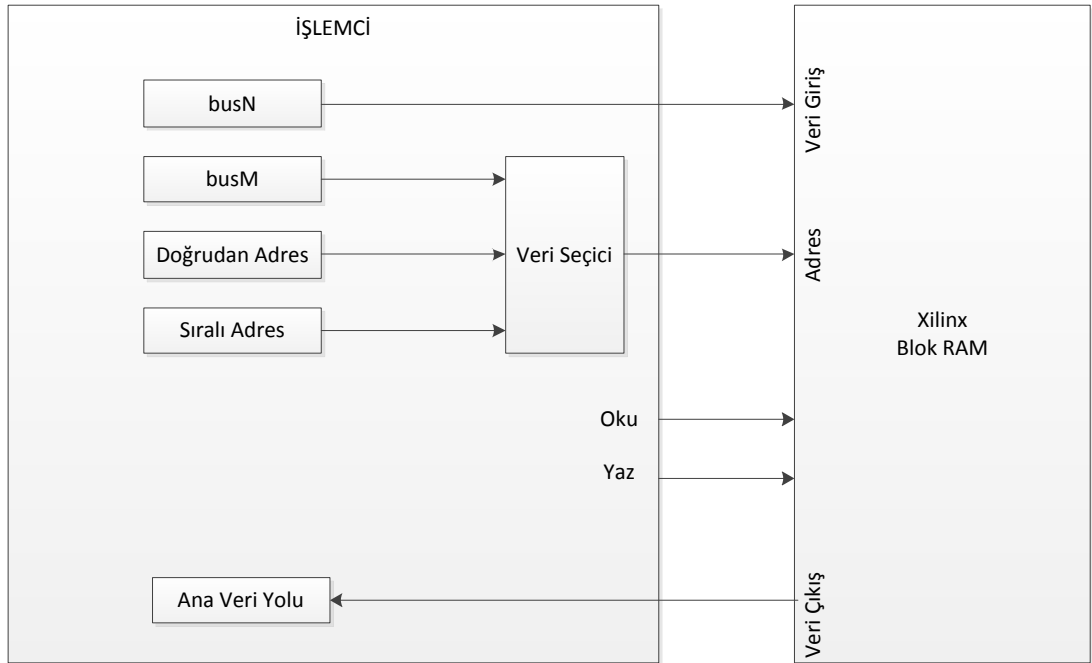 İŞLEMCİ
busN
Veri Giriş
busM
Doğrudan Adres
Veri Seçici
Adres
Sıralı Adres
Xilinx
Blok RAM
Oku
Yaz
Ana Veri Yolu
Veri Çıkış